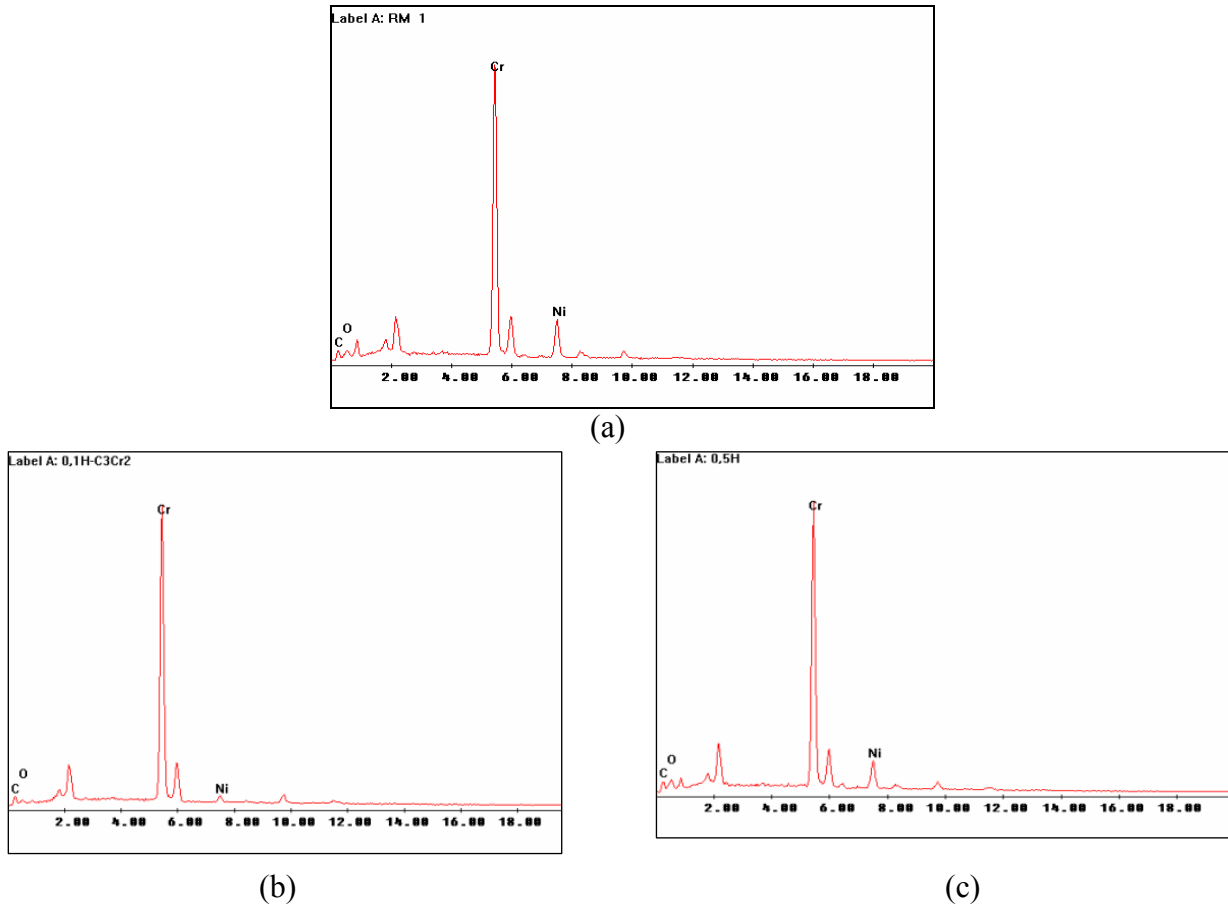 Label A: RM 1
Cr
Ni
O
C
2.00 4.00 6.00 8.00 10.00 12.00 14.00 16.00 18.00
(a)
Label A: 0,1H-C3Cr2
Cr
O
C
Ni
2.00 4.00 6.00 8.00 10.00 12.00 14.00 16.00 18.00
(b)
Label A: 0,5H
Cr
Ni
O
C
2.00 4.00 6.00 8.00 10.00 12.00 14.00 16.00 18.00
(c)